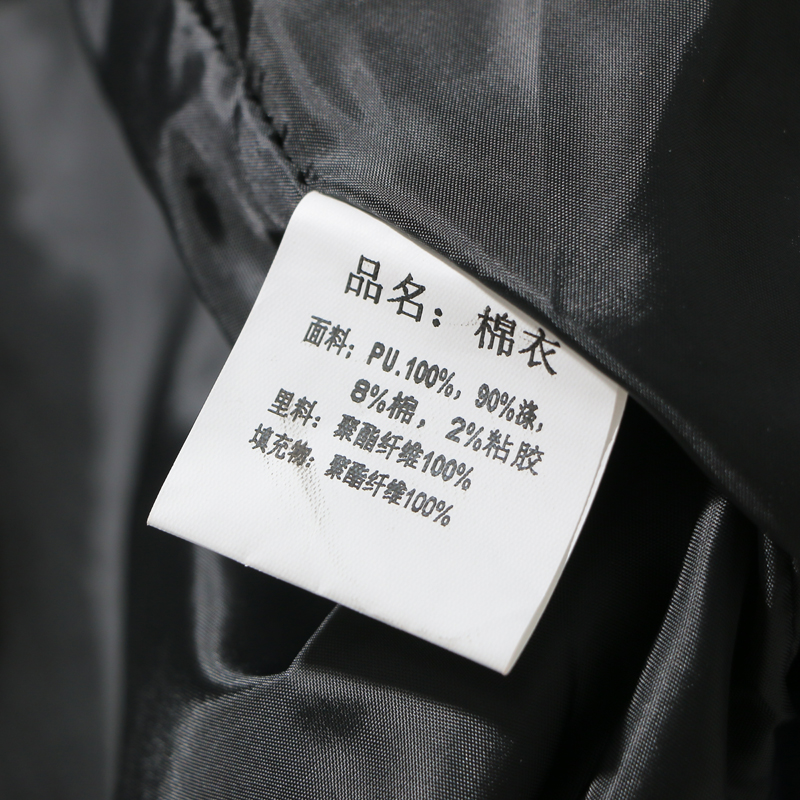 品名：棉衣
面料：PU.100%，90%涤，
8%棉，2%粘胶
里料：聚酯纤维100%
填充物：聚酯纤维100%